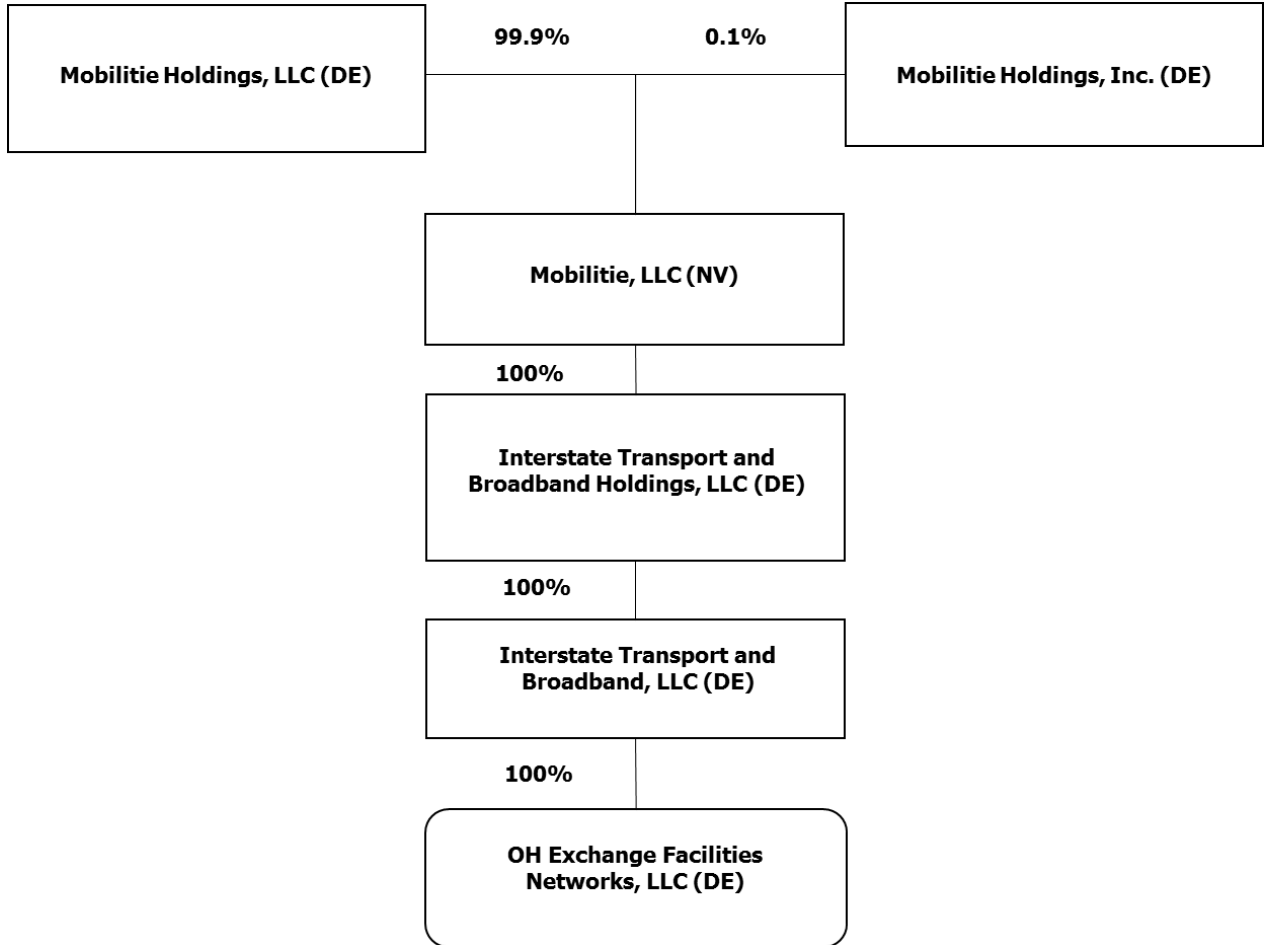 99.9%
0.1%
Mobilitie Holdings, LLC (DE)
Mobilitie Holdings, Inc. (DE)
Mobilitie, LLC (NV)
100%
Interstate Transport and
Broadband Holdings, LLC (DE)
100%
Interstate Transport and
Broadband, LLC (DE)
100%
OH Exchange Facilities
Networks, LLC (DE)